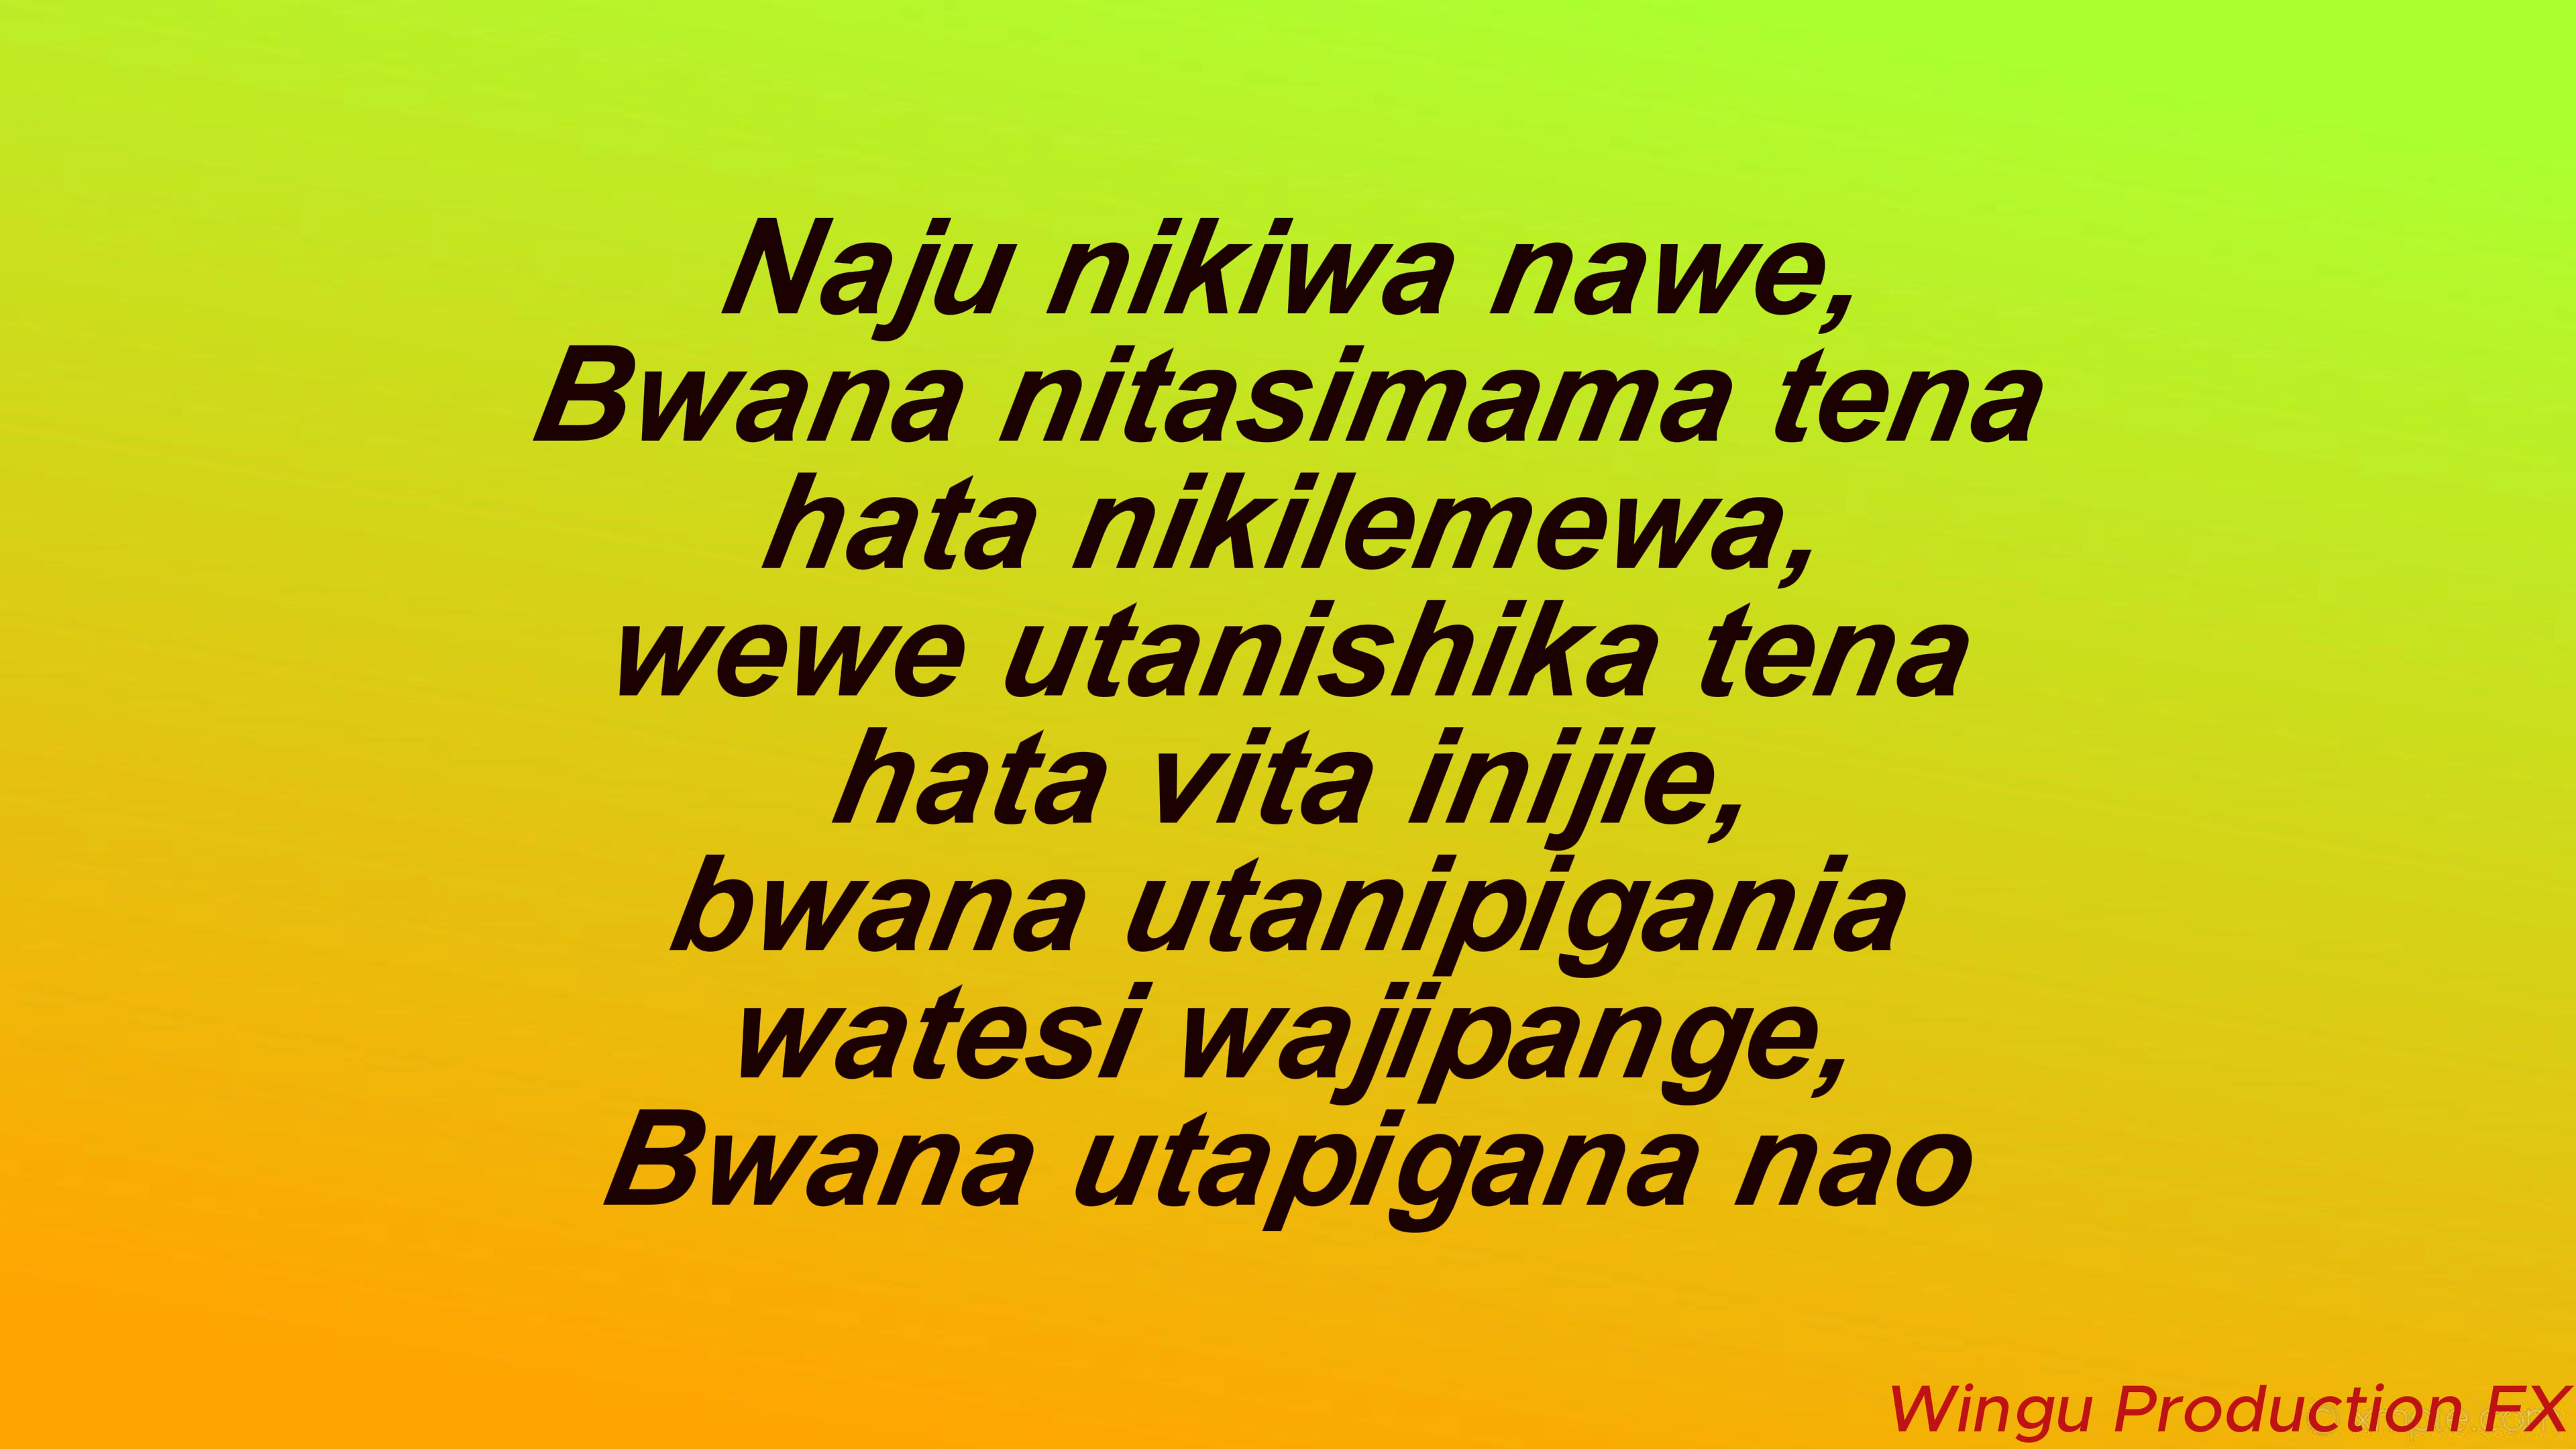 Naju nikiwa nawe,
Bwana nitasimama tena
hata nikilemewa,
wewe utanishika tena
hata vita inijie,
bwana utanipigania
watesi wajipange,
Bwana utapigana nao
Wingu Production FX